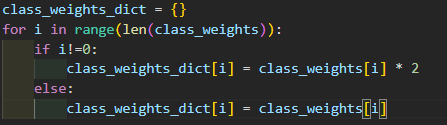 class_weights_dict = {}
for i in range(len(class_weights)):
    if i!=0:
        class_weights_dict[i] = class_weights[i] * 2
    else:
        class_weights_dict[i] = class_weights[i]